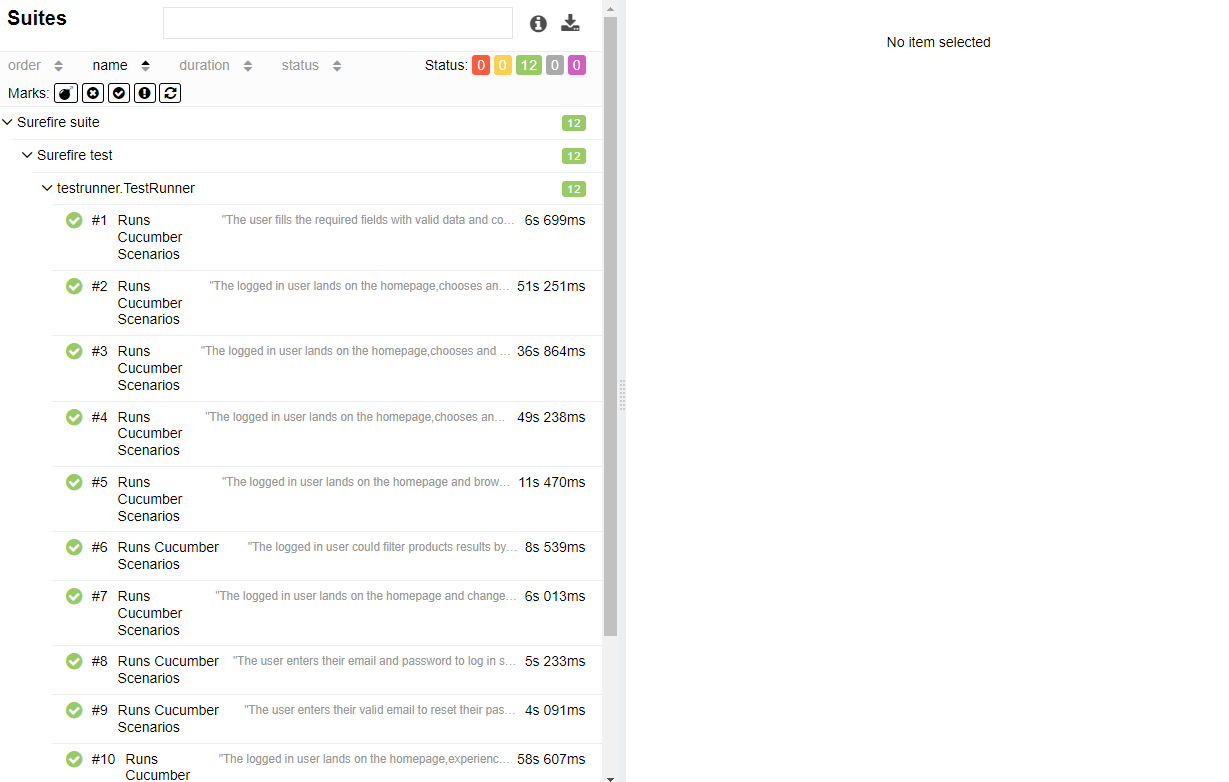 Suites
order name duration status Status: 0 0 12 0 0
Marks:
Surefire suite 12
Surefire test 12
testrunner.TestRunner 12
#1 Runs "The user fills the required fields with valid data and co... 6s 699ms
Cucumber
Scenarios
#2 Runs "The logged in user lands on the homepage,chooses an... 51s 251ms
Cucumber
Scenarios
#3 Runs "The logged in user lands on the homepage,chooses and ... 36s 864ms
Cucumber
Scenarios
#4 Runs "The logged in user lands on the homepage,chooses an... 49s 238ms
Cucumber
Scenarios
#5 Runs "The logged in user lands on the homepage and brow... 11s 470ms
Cucumber
Scenarios
#6 Runs Cucumber "The logged in user could filter products results by... 8s 539ms
Scenarios
#7 Runs "The logged in user lands on the homepage and change... 6s 013ms
Cucumber
Scenarios
#8 Runs Cucumber "The user enters their email and password to log in s... 5s 233ms
Scenarios
#9 Runs Cucumber "The user enters their valid email to reset their pas... 4s 091ms
Scenarios
#10 Runs "The logged in user lands on the homepage,experienc... 58s 607ms
Cucumber
No item selected